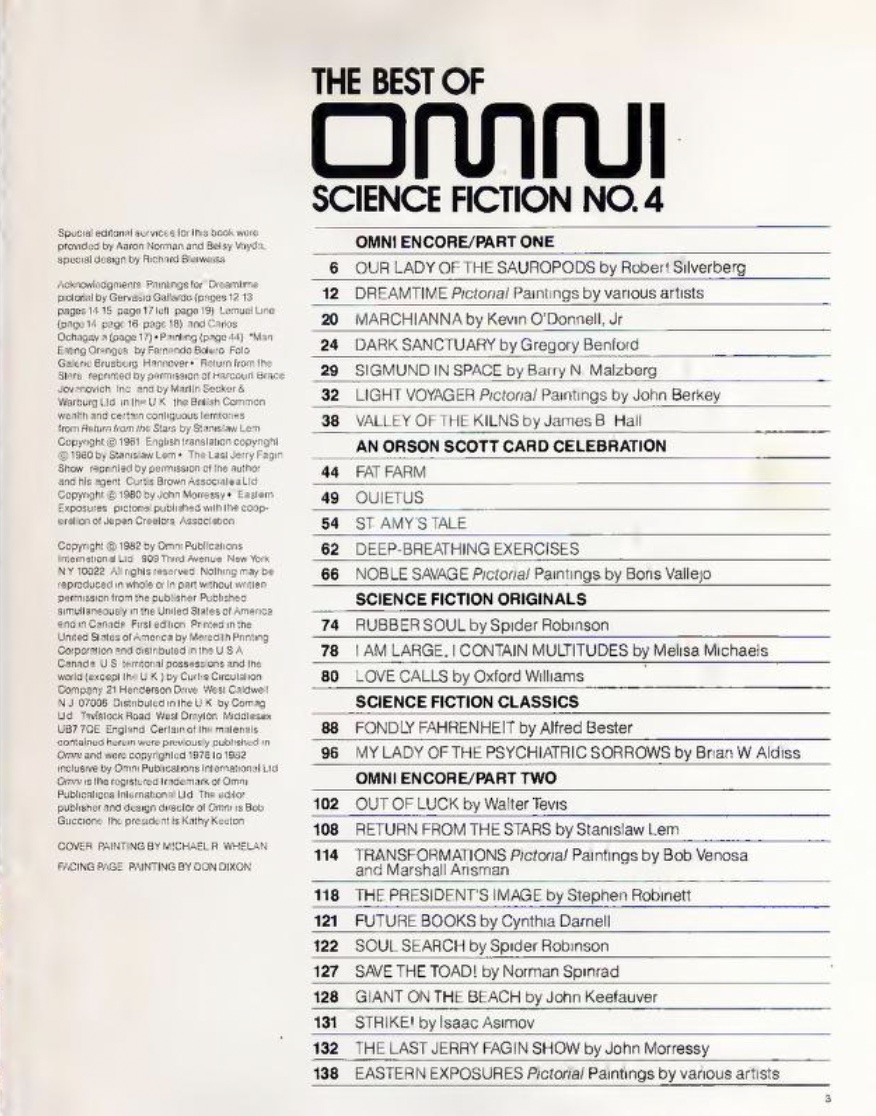 THE BEST OF
OMNI
SCIENCE FICTION NO. 4
Special editorial services for this book were
provided by Aaron Norman and Betsy Vayda,
special design by Richard Bleiweiss
Acknowledgments Paintings for "Dreamtime
pictorial by Gervasio Gallardo (pages 12 13
pages 14 15 page 17 left page 19) Lemuel Line
(page 14 page 16 page 18) and Carlos
Ochagavia (page 17) • Painting (page 44) "Man
Eating Oranges by Fernando Botero Foto
Galerie Brusberg Hannover • Return from the
Stars reprinted by permission of Harcourt Brace
Jovanovich Inc and by Martin Secker &
Warburg Ltd in the U K the British Common
wealth and certain contiguous territories
from Return from the Stars by Stanislaw Lem
Copyright © 1961 English translation copyright
© 1980 by Stanislaw Lem • The Last Jerry Fagin
Show reprinted by permission of the author
and his agent Curtis Brown Associates Ltd
Copyright © 1980 by John Morressy • Eastern
Exposures pictorial published with the coop-
eration of Japan Creators Association
Copyright © 1982 by Omni Publications
International Ltd 909 Third Avenue New York
N Y 10022 All rights reserved Nothing may be
reproduced in whole or in part without written
permission from the publisher Published
simultaneously in the United States of America
and in Canada First edition Printed in the
United States of America by Meredith Printing
Corporation and distributed in the U S A
Canada U S territorial possessions and the
world (except the U K ) by Curtis Circulation
Company 21 Henderson Drive West Caldwell
N J 07006 Distributed in the U K by Comag
Ltd Tavistock Road West Drayton Middlesex
UB7 7QE England Certain of the materials
contained herein were previously published in
Omni and were copyrighted 1978 to 1982
inclusive by Omni Publications International Ltd
Omni is the registered trademark of Omni
Publications International Ltd The editor
publisher and design director of Omni is Bob
Guccione the president is Kathy Keeton
COVER PAINTING BY MICHAEL R WHELAN
FACING PAGE PAINTING BY DON DIXON
OMNI ENCORE/PART ONE
6 OUR LADY OF THE SAUROPODS by Robert Silverberg
12 DREAMTIME Pictorial Paintings by various artists
20 MARCHIANNA by Kevin O'Donnell, Jr
24 DARK SANCTUARY by Gregory Benford
29 SIGMUND IN SPACE by Barry N Malzberg
32 LIGHT VOYAGER Pictorial Paintings by John Berkey
38 VALLEY OF THE KILNS by James B Hall
AN ORSON SCOTT CARD CELEBRATION
44 FAT FARM
49 QUIETUS
54 ST AMY'S TALE
62 DEEP-BREATHING EXERCISES
66 NOBLE SAVAGE Pictorial Paintings by Boris Vallejo
SCIENCE FICTION ORIGINALS
74 RUBBER SOUL by Spider Robinson
78 I AM LARGE, I CONTAIN MULTITUDES by Melisa Michaels
80 LOVE CALLS by Oxford Williams
SCIENCE FICTION CLASSICS
88 FONDLY FAHRENHEIT by Alfred Bester
96 MY LADY OF THE PSYCHIATRIC SORROWS by Brian W Aldiss
OMNI ENCORE/PART TWO
102 OUT OF LUCK by Walter Tevis
108 RETURN FROM THE STARS by Stanislaw Lem
114 TRANSFORMATIONS Pictorial Paintings by Bob Venosa
and Marshall Arisman
118 THE PRESIDENT'S IMAGE by Stephen Robinett
121 FUTURE BOOKS by Cynthia Darnell
122 SOUL SEARCH by Spider Robinson
127 SAVE THE TOAD! by Norman Spinrad
128 GIANT ON THE BEACH by John Keefauver
131 STRIKE! by Isaac Asimov
132 THE LAST JERRY FAGIN SHOW by John Morressy
138 EASTERN EXPOSURES Pictorial Paintings by various artists
3